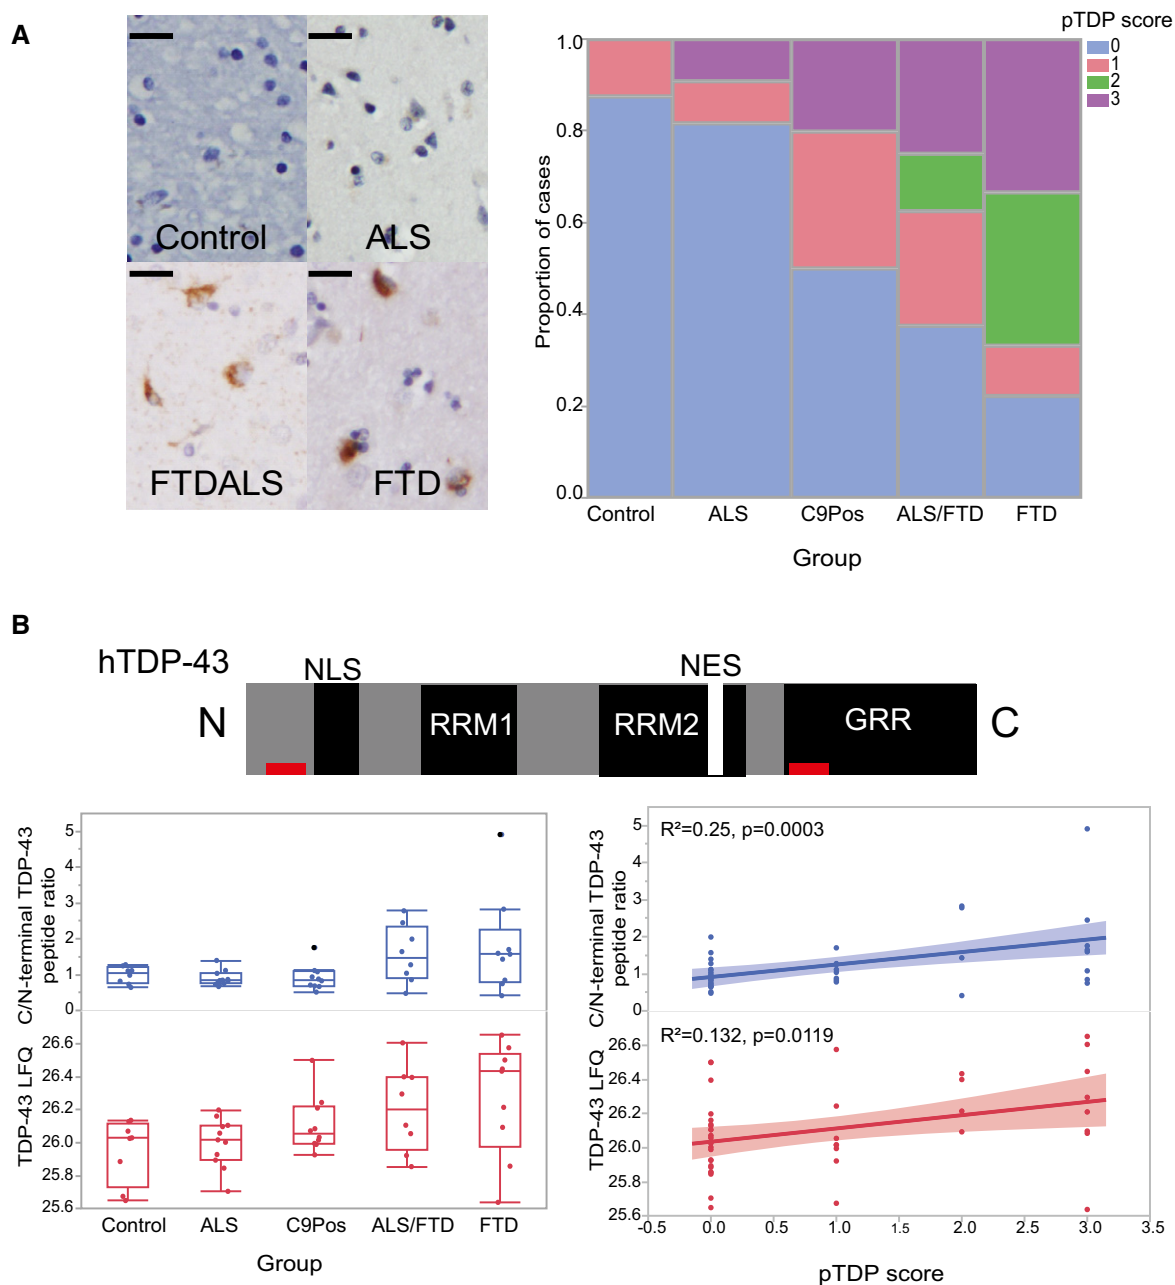 A
Control
ALS
FTDALS
FTD
pTDP score
0
1
2
3
Proportion of cases
1.0
0.8
0.6
0.4
0.2
0.0
Control ALS C9Pos ALS/FTD FTD
Group
B
hTDP-43
NLS
NES
N
RRM1
RRM2
GRR
C
C/N-terminal TDP-43
peptide ratio
5
4
3
2
1
0
TDP-43 LFQ
26.6
26.4
26.2
26.0
25.8
25.6
Control ALS C9Pos ALS/FTD FTD
Group
C/N-terminal TDP-43
peptide ratio
R²=0.25, p=0.0003
5
4
3
2
1
0
TDP-43 LFQ
R²=0.132, p=0.0119
26.6
26.4
26.2
26.0
25.8
25.6
-0.5 0.0 0.5 1.0 1.5 2.0 2.5 3.0 3.5
pTDP score